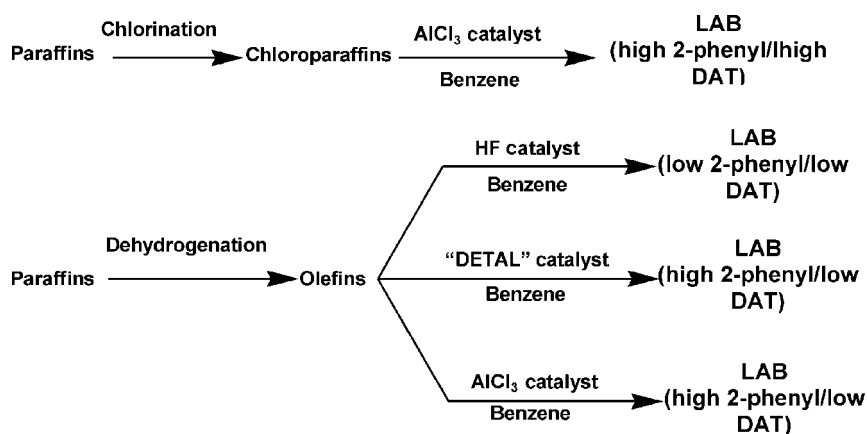 Chlorination
AlCl₃ catalyst
LAB
Paraffins
Chloroparaffins
(high 2-phenyl/lhigh
Benzene
DAT)
LAB
HF catalyst
(low 2-phenyl/low
Benzene
DAT)
Dehydrogenation
"DETAL" catalyst
LAB
Paraffins
Olefins
(high 2-phenyl/low
Benzene
DAT)
LAB
AlCl₃ catalyst
(high 2-phenyl/low
Benzene
DAT)